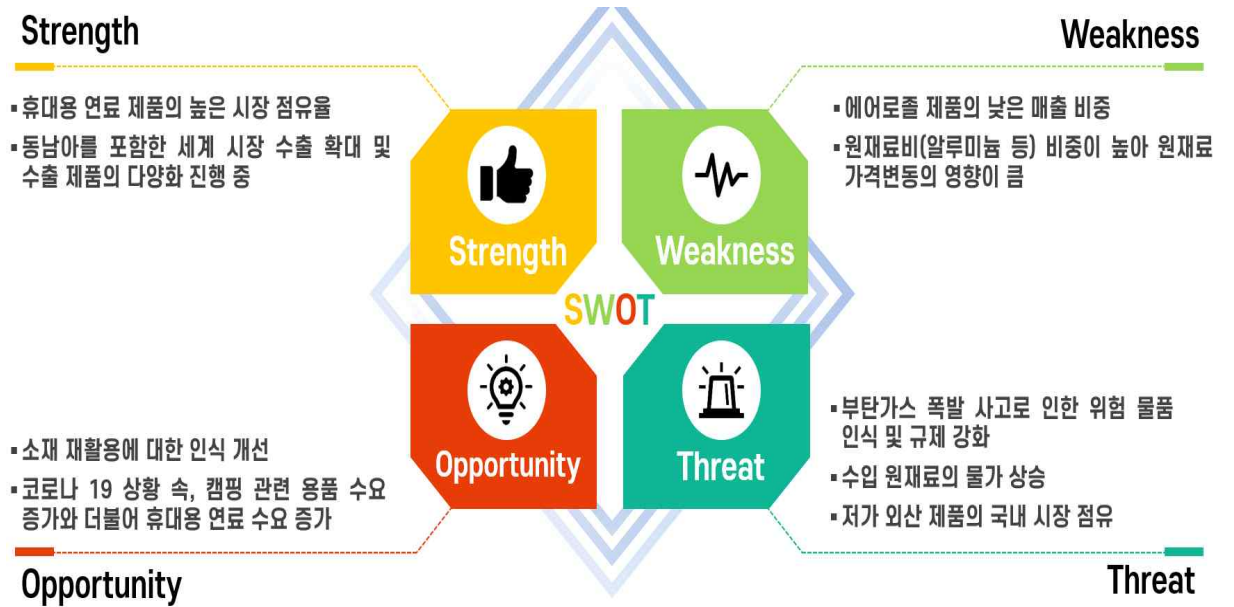 Strength
▪휴대용 연료 제품의 높은 시장 점유율
▪동남아를 포함한 세계 시장 수출 확대 및
수출 제품의 다양화 진행 중
Weakness
▪에어로졸 제품의 낮은 매출 비중
▪원재료비(알루미늄 등) 비중이 높아 원재료
가격변동의 영향이 큼
Strength
Weakness
SWOT
Opportunity
Threat
▪소재 재활용에 대한 인식 개선
▪코로나 19 상황 속, 캠핑 관련 용품 수요
증가와 더불어 휴대용 연료 수요 증가
Opportunity
▪부탄가스 폭발 사고로 인한 위험 물품
인식 및 규제 강화
▪수입 원재료의 물가 상승
▪저가 외산 제품의 국내 시장 점유
Threat